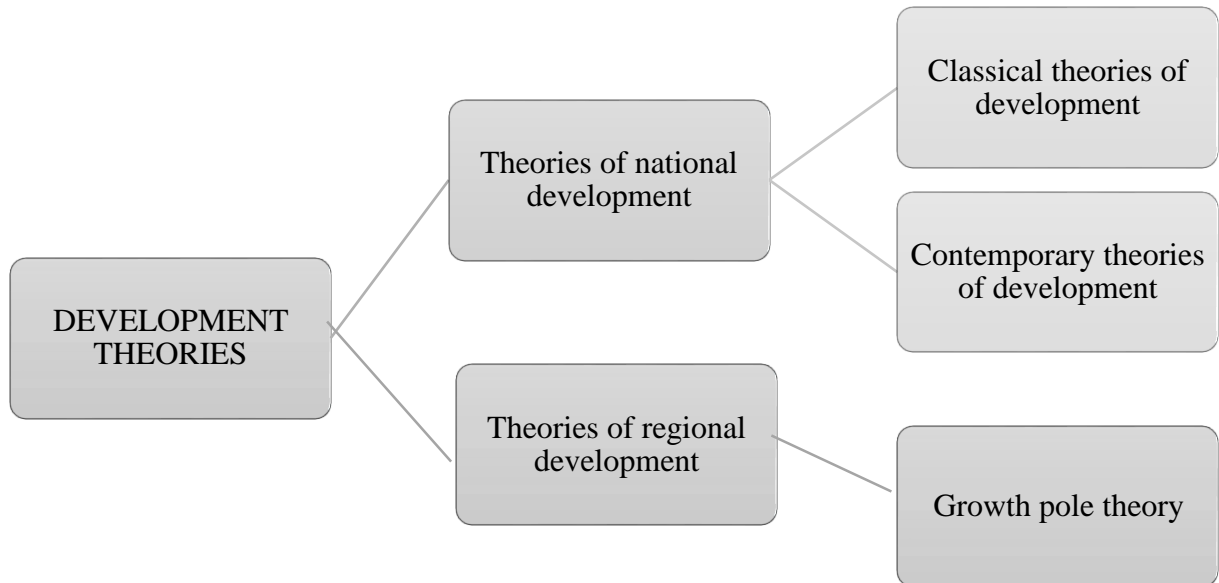 DEVELOPMENT
THEORIES
Theories of national
development
Classical theories of
development
Contemporary theories
of development
Theories of regional
development
Growth pole theory